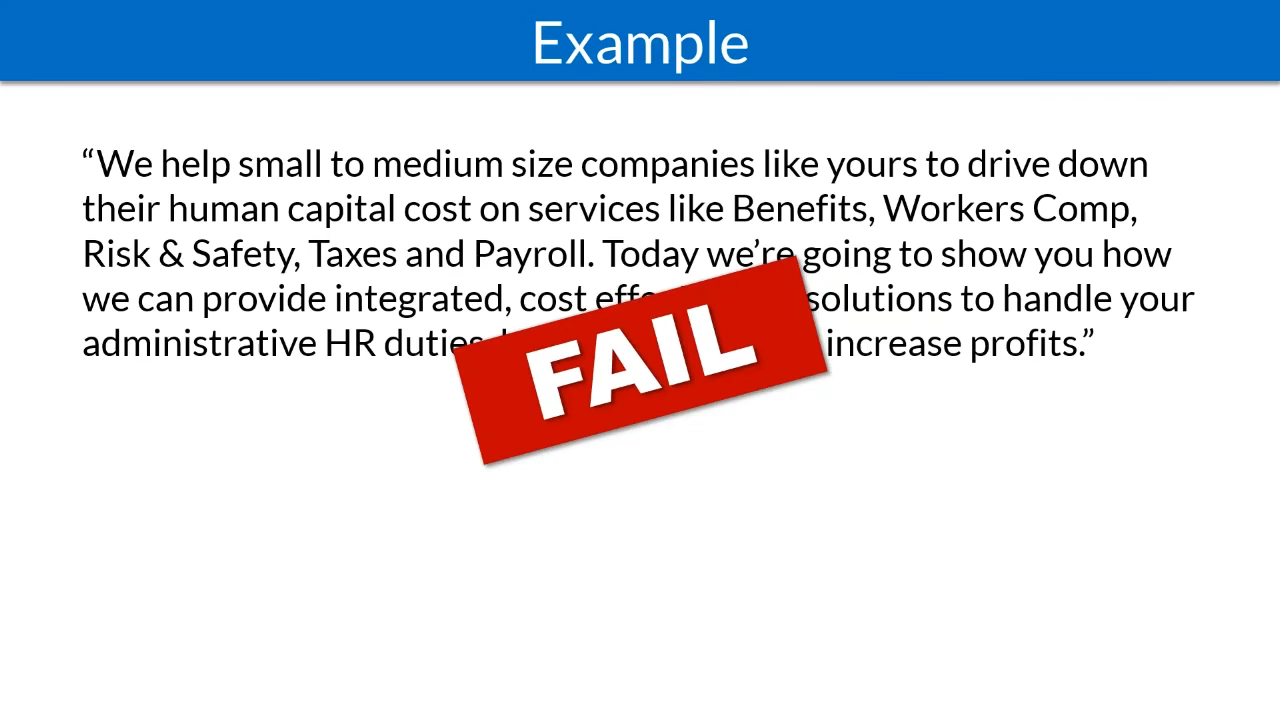 Example
“We help small to medium size companies like yours to drive down
their human capital cost on services like Benefits, Workers Comp,
Risk & Safety, Taxes and Payroll. Today we’re going to show you how
we can provide integrated, cost solutions to handle your
administrative HR duties increase profits.”
FAIL